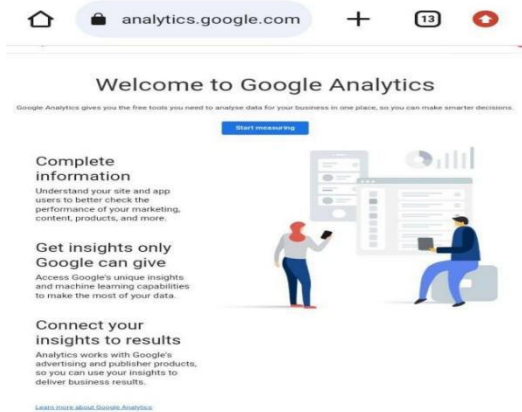 analytics.google.com
13
Welcome to Google Analytics
Google Analytics gives you the free tools you need to analyse data for your business in one place, so you can make smarter decisions.
Start measuring
Complete
information
Understand your site and app
users to better check the
performance of your marketing,
content, products, and more.
Get insights only
Google can give
Access Google's unique insights
and machine learning capabilities
to make the most of your data.
Connect your
insights to results
Analytics works with Google's
advertising and publisher products,
so you can use your insights to
deliver business results.
Learn more about Google Analytics